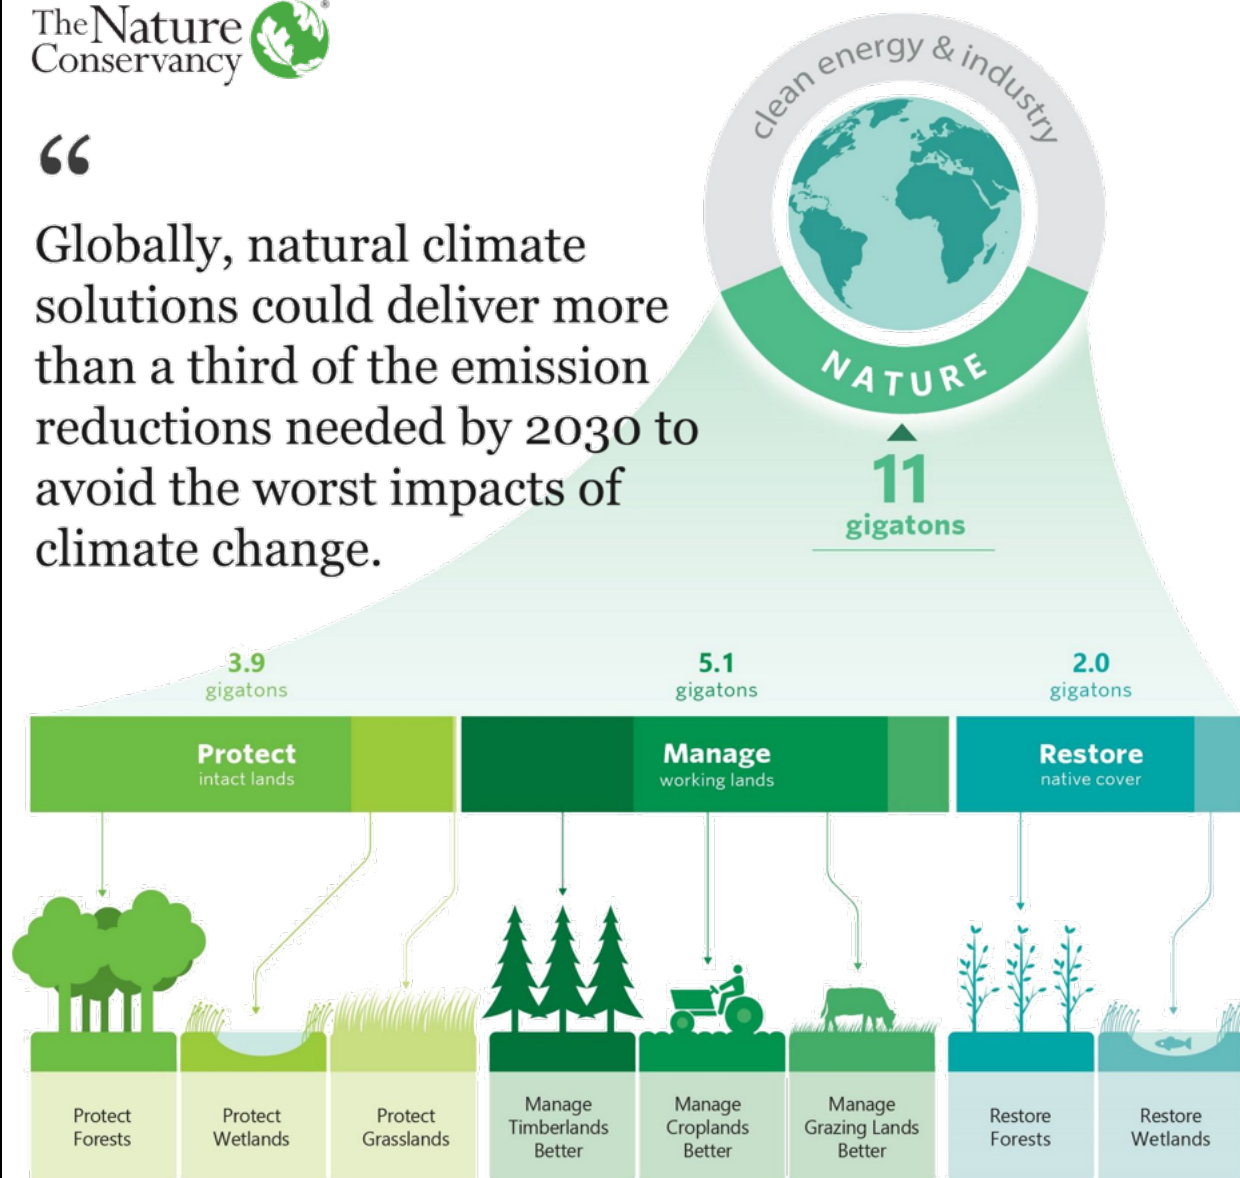 The Nature
Conservancy
®
clean energy & industry
“
Globally, natural climate
solutions could deliver more
than a third of the emission
reductions needed by 2030 to
avoid the worst impacts of
climate change.
NATURE
11
gigatons
3.9
gigatons
5.1
gigatons
2.0
gigatons
Protect
intact lands
Manage
working lands
Restore
native cover
Protect
Forests
Protect
Wetlands
Protect
Grasslands
Manage
Timberlands
Better
Manage
Croplands
Better
Manage
Grazing Lands
Better
Restore
Forests
Restore
Wetlands